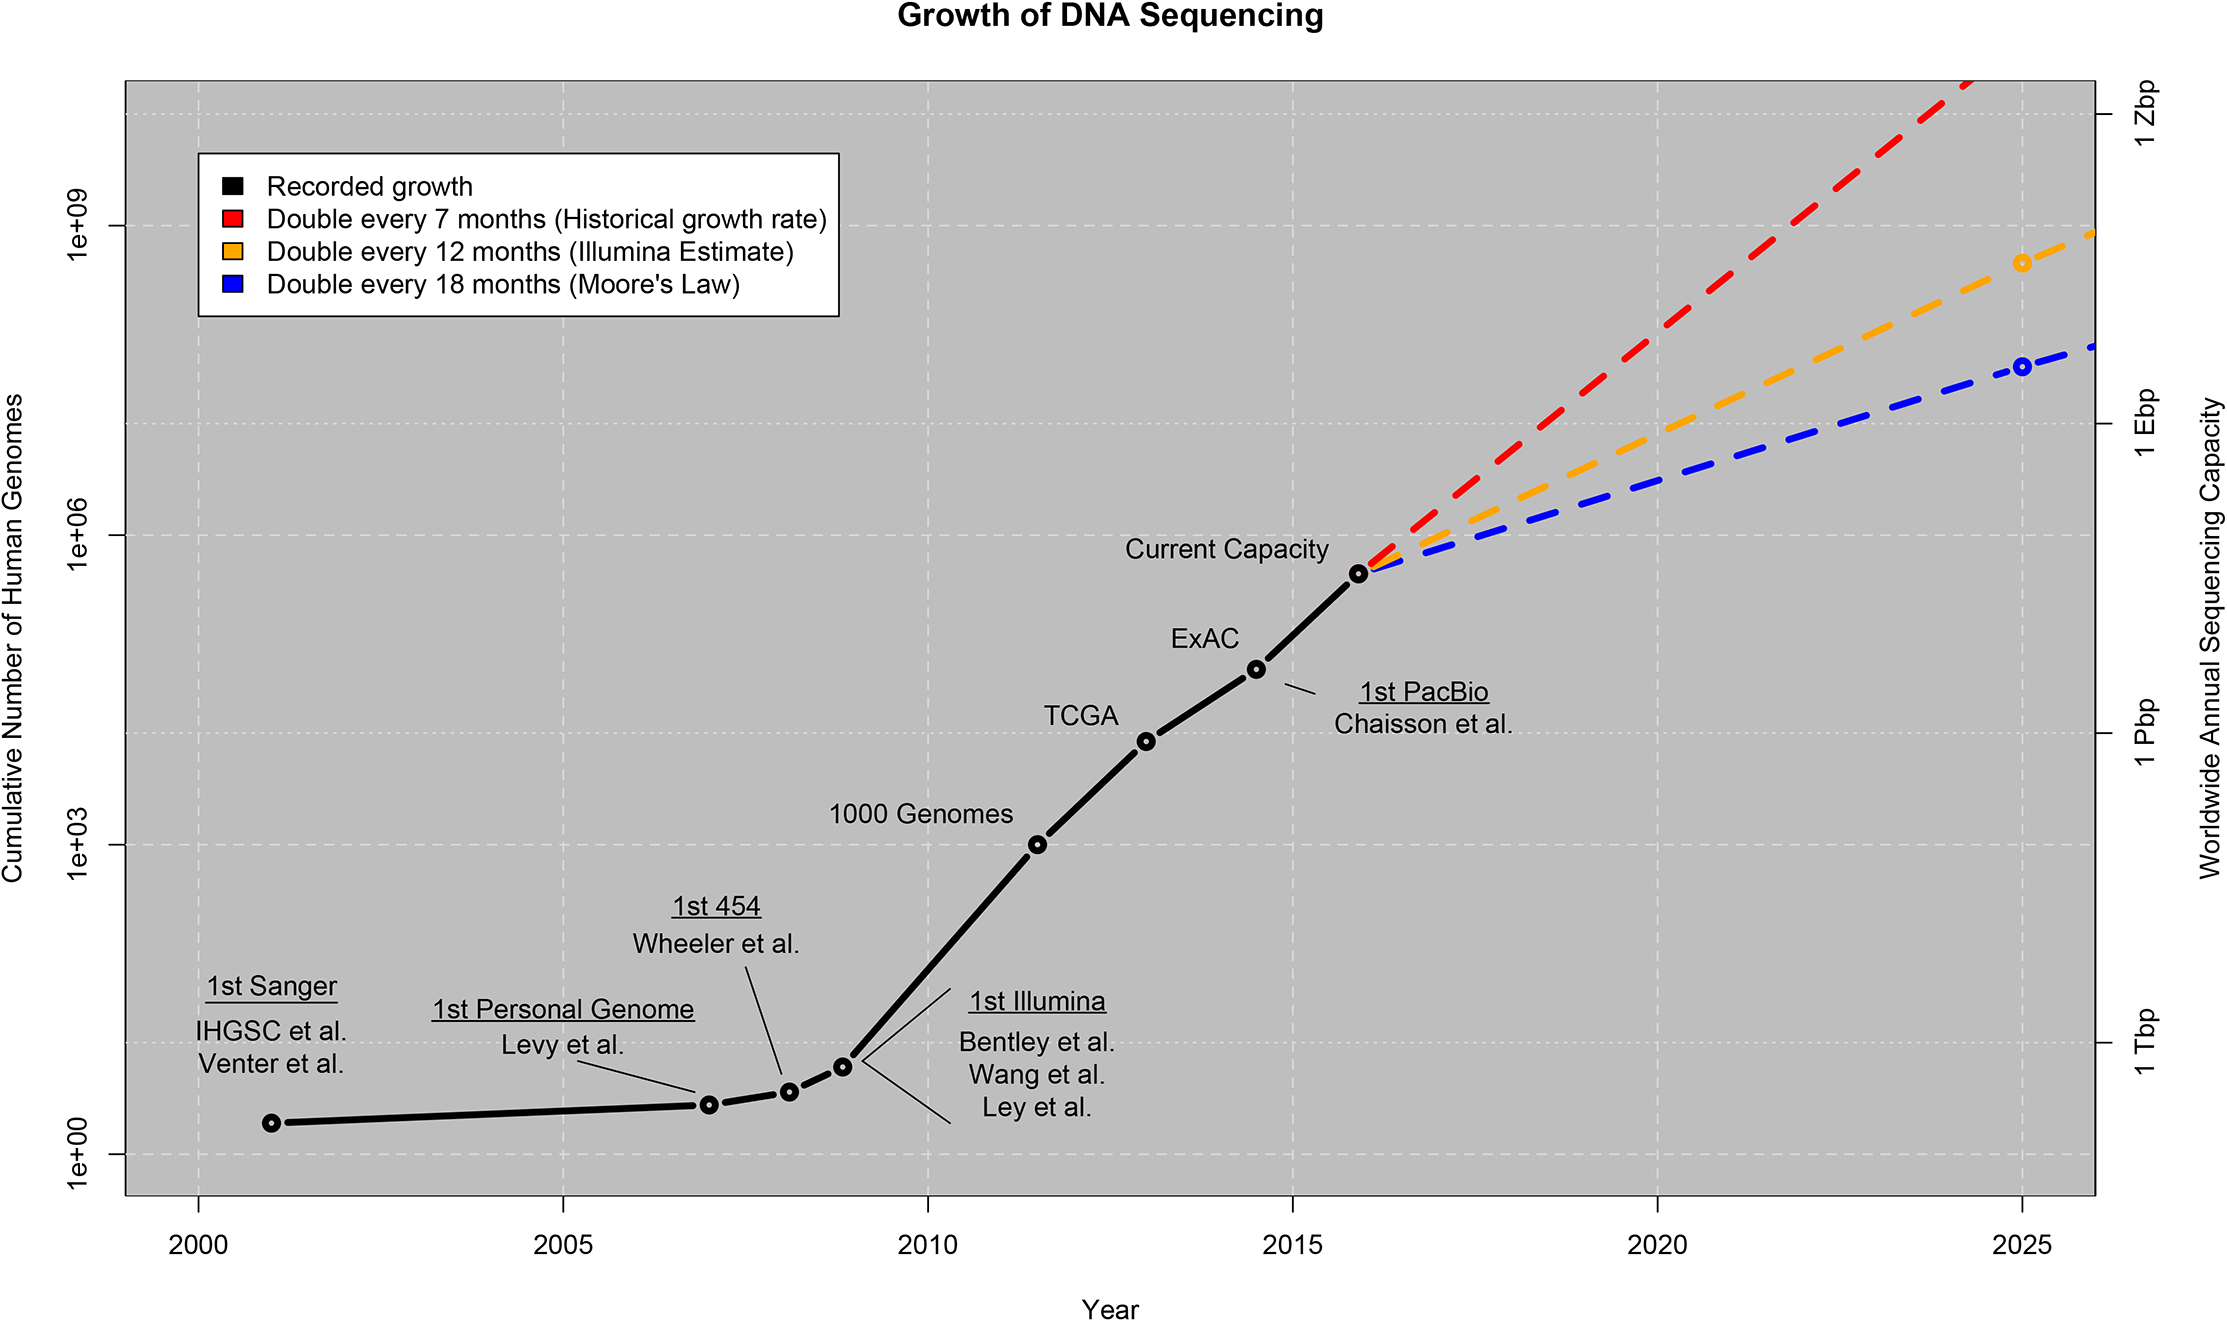 Growth of DNA Sequencing
Recorded growth
Double every 7 months (Historical growth rate)
Double every 12 months (Illumina Estimate)
Double every 18 months (Moore's Law)
Cumulative Number of Human Genomes
1e+09
1e+06
1e+03
1e+00
Worldwide Annual Sequencing Capacity
1 Zbp
1 Ebp
1 Pbp
1 Tbp
Current Capacity
ExAC
1st PacBio
Chaisson et al.
TCGA
1000 Genomes
1st 454
Wheeler et al.
1st Sanger
IHGSC et al.
Venter et al.
1st Personal Genome
Levy et al.
1st Illumina
Bentley et al.
Wang et al.
Ley et al.
2000
2005
2010
2015
2020
2025
Year